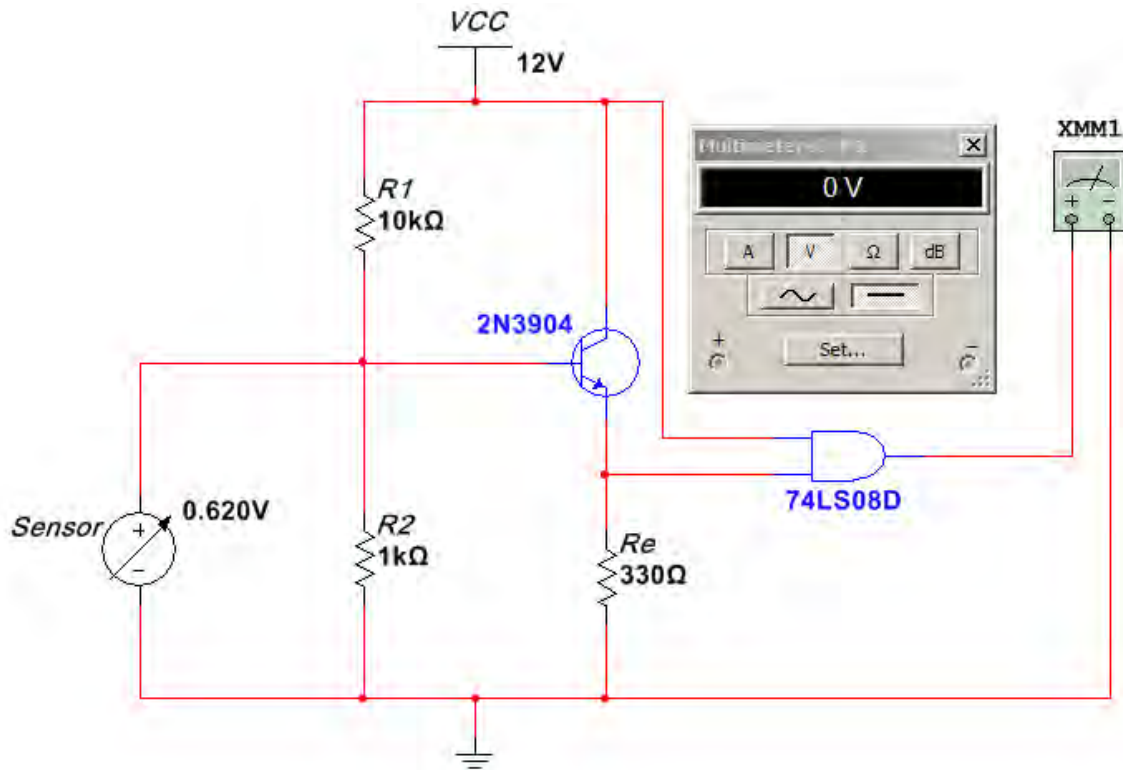 VCC
12V
XMM1
0 V
R1
10kΩ
A V Ω dB
2N3904
+ Set... −
+ −
Sensor
+
−
0.620V
74LS08D
R2
1kΩ
Re
330Ω